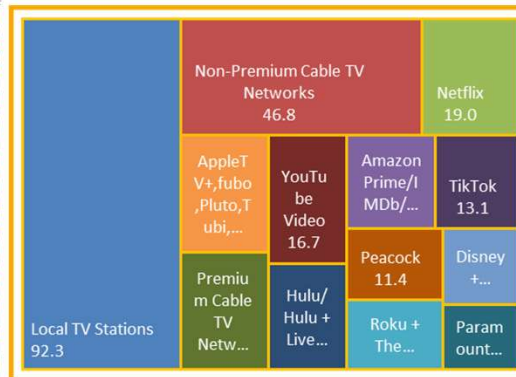 Local TV Stations
92.3
Non-Premium Cable TV
Networks
46.8
Netflix
19.0
AppleT
V+,fubo
,Pluto,T
ubi,...
YouTu
be
Video
16.7
Amazon
Prime/I
MDb/...
TikTok
13.1
Premiu
m Cable
TV
Netw...
Hulu/
Hulu +
Live...
Peacock
11.4
Disney
+...
Roku +
The...
Param
ount...